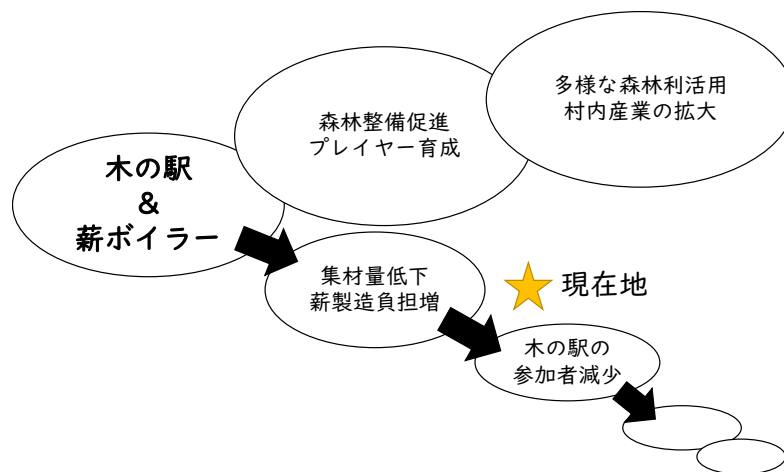 木の駅
&
薪ボイラー
森林整備促進
プレイヤー育成
多様な森林利活用
村内産業の拡大
集材量低下
薪製造負担増
現在地
木の駅の
参加者減少